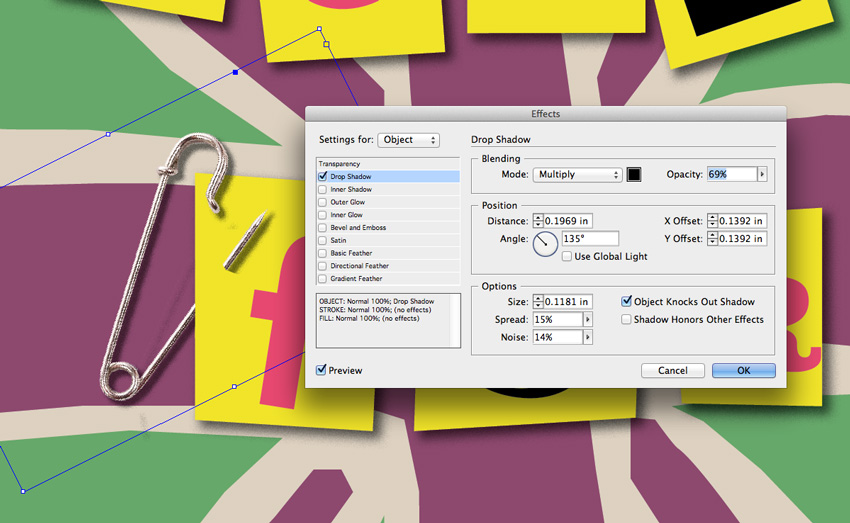 Effects
Settings for: Object
Drop Shadow
Transparency
Drop Shadow
Inner Shadow
Outer Glow
Inner Glow
Bevel and Emboss
Satin
Basic Feather
Directional Feather
Gradient Feather
OBJECT: Normal 100%; Drop Shadow
STROKE: Normal 100%; (no effects)
FILL: Normal 100%; (no effects)
Preview
Blending
Mode: Multiply Opacity: 69%
Position
Distance: 0.1969 in X Offset: 0.1392 in
Angle: 135° Y Offset: 0.1392 in
Use Global Light
Options
Size: 0.1181 in Object Knocks Out Shadow
Spread: 15% Shadow Honors Other Effects
Noise: 14%
Cancel OK
f